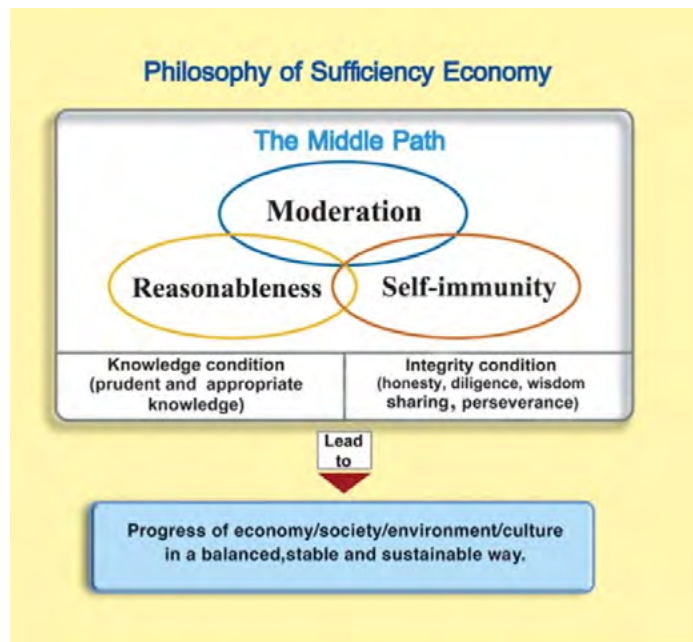 Philosophy of Sufficiency Economy
The Middle Path
Moderation
Reasonableness
Self-immunity
Knowledge condition
(prudent and appropriate
knowledge)
Integrity condition
(honesty, diligence, wisdom
sharing, perseverance)
Lead
to
Progress of economy/society/environment/culture
in a balanced,stable and sustainable way.